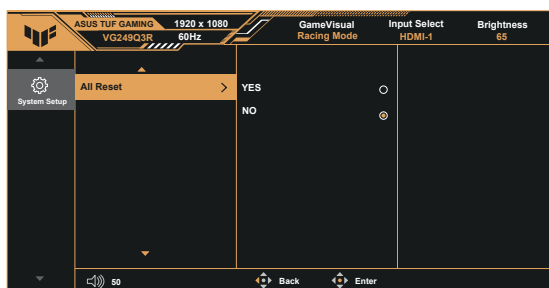 ASUS TUF GAMING 1920 x 1080 GameVisual Input Select Brightness
VG249Q3R 60Hz Racing Mode HDMI-1 65
System Setup
All Reset
YES
NO
50 Back Enter